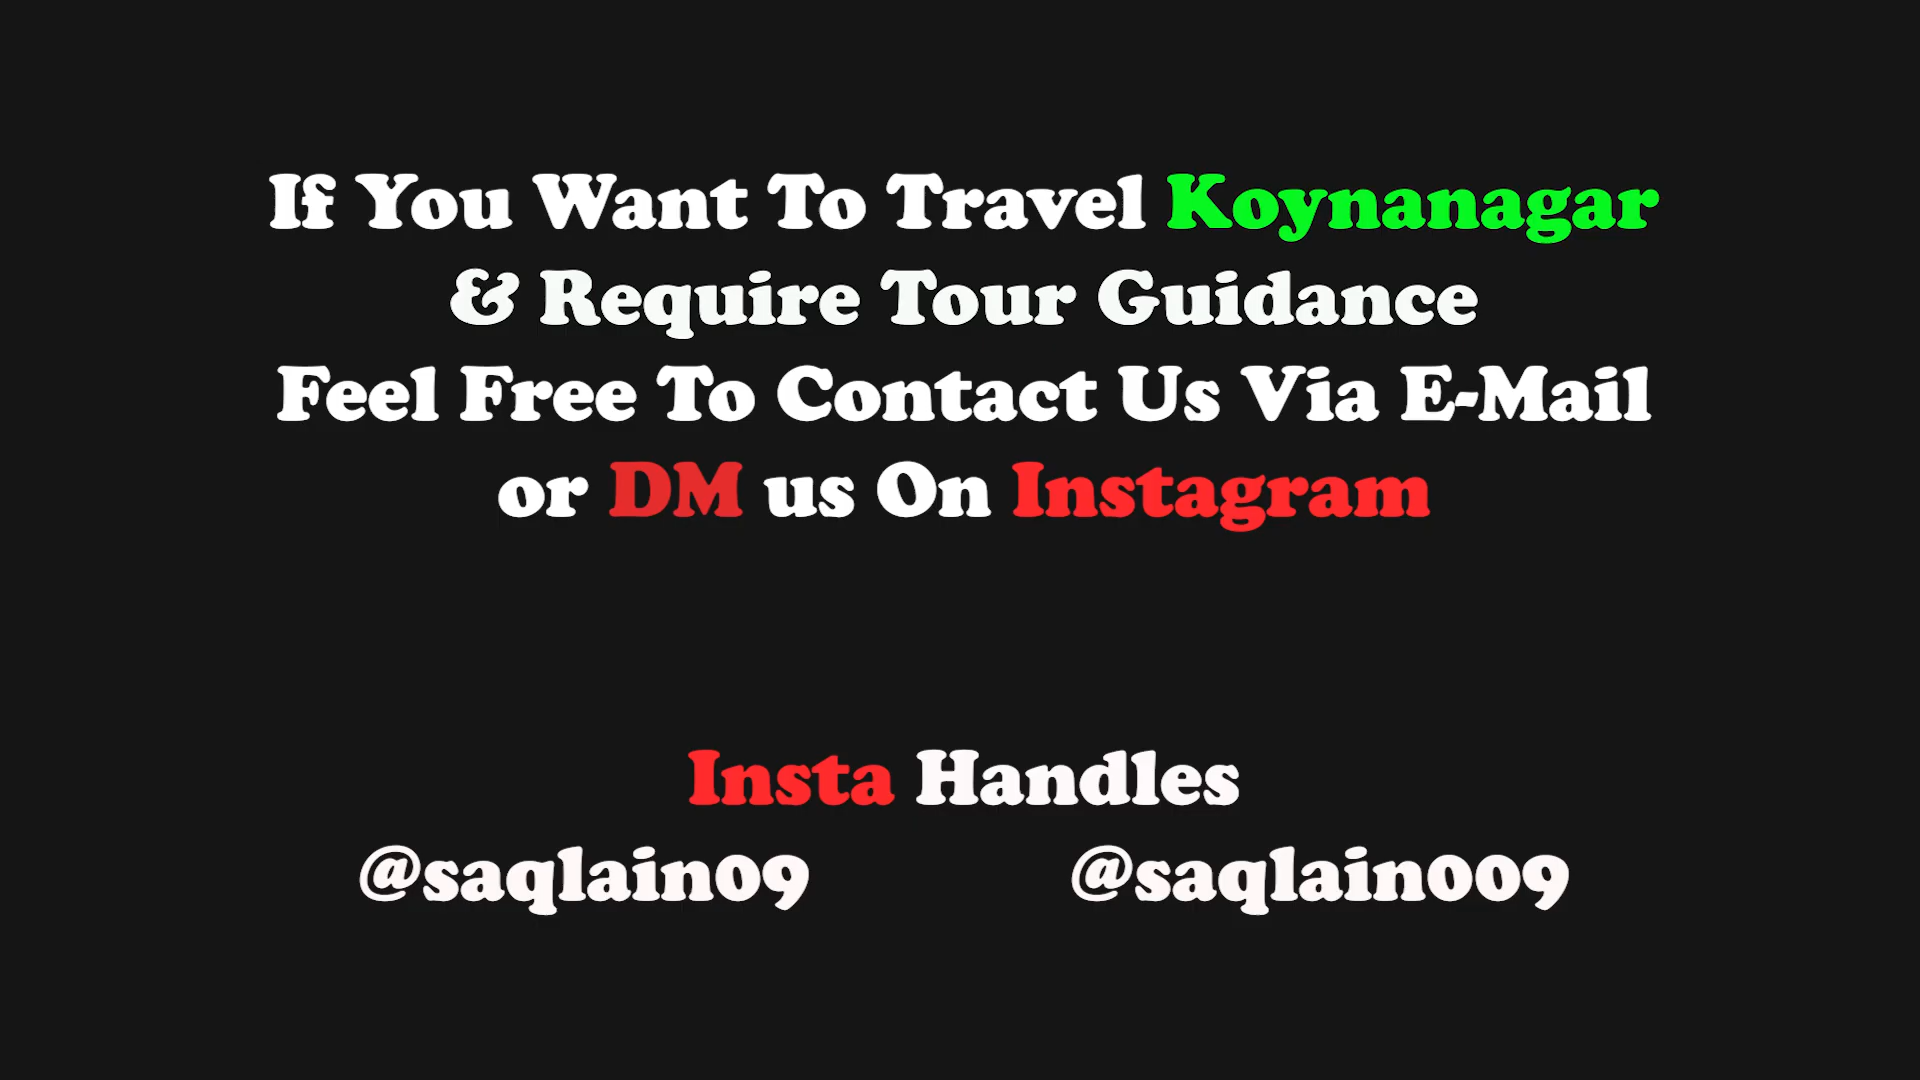 If You Want To Travel Koynanagar
& Require Tour Guidance
Feel Free To Contact Us Via E-Mail
or DM us On Instagram
Insta Handles
@saqlain09 @saqlain009